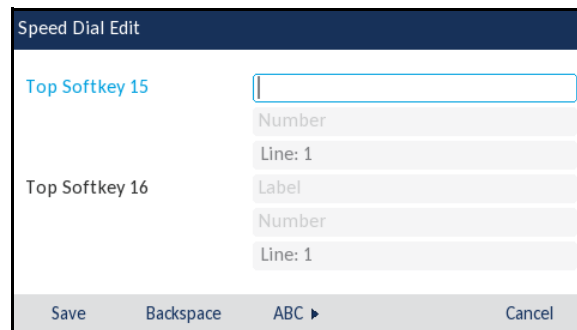 Speed Dial Edit
Top Softkey 15
Number
Line: 1
Top Softkey 16 Label
Number
Line: 1
Save Backspace ABC ▶ Cancel